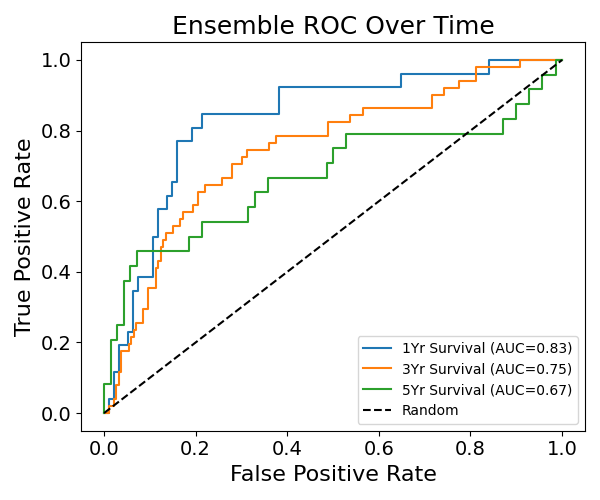 Ensemble ROC Over Time
True Positive Rate
1.0
0.8
0.6
0.4
0.2
0.0
1Yr Survival (AUC=0.83)
3Yr Survival (AUC=0.75)
5Yr Survival (AUC=0.67)
Random
0.0 0.2 0.4 0.6 0.8 1.0
False Positive Rate